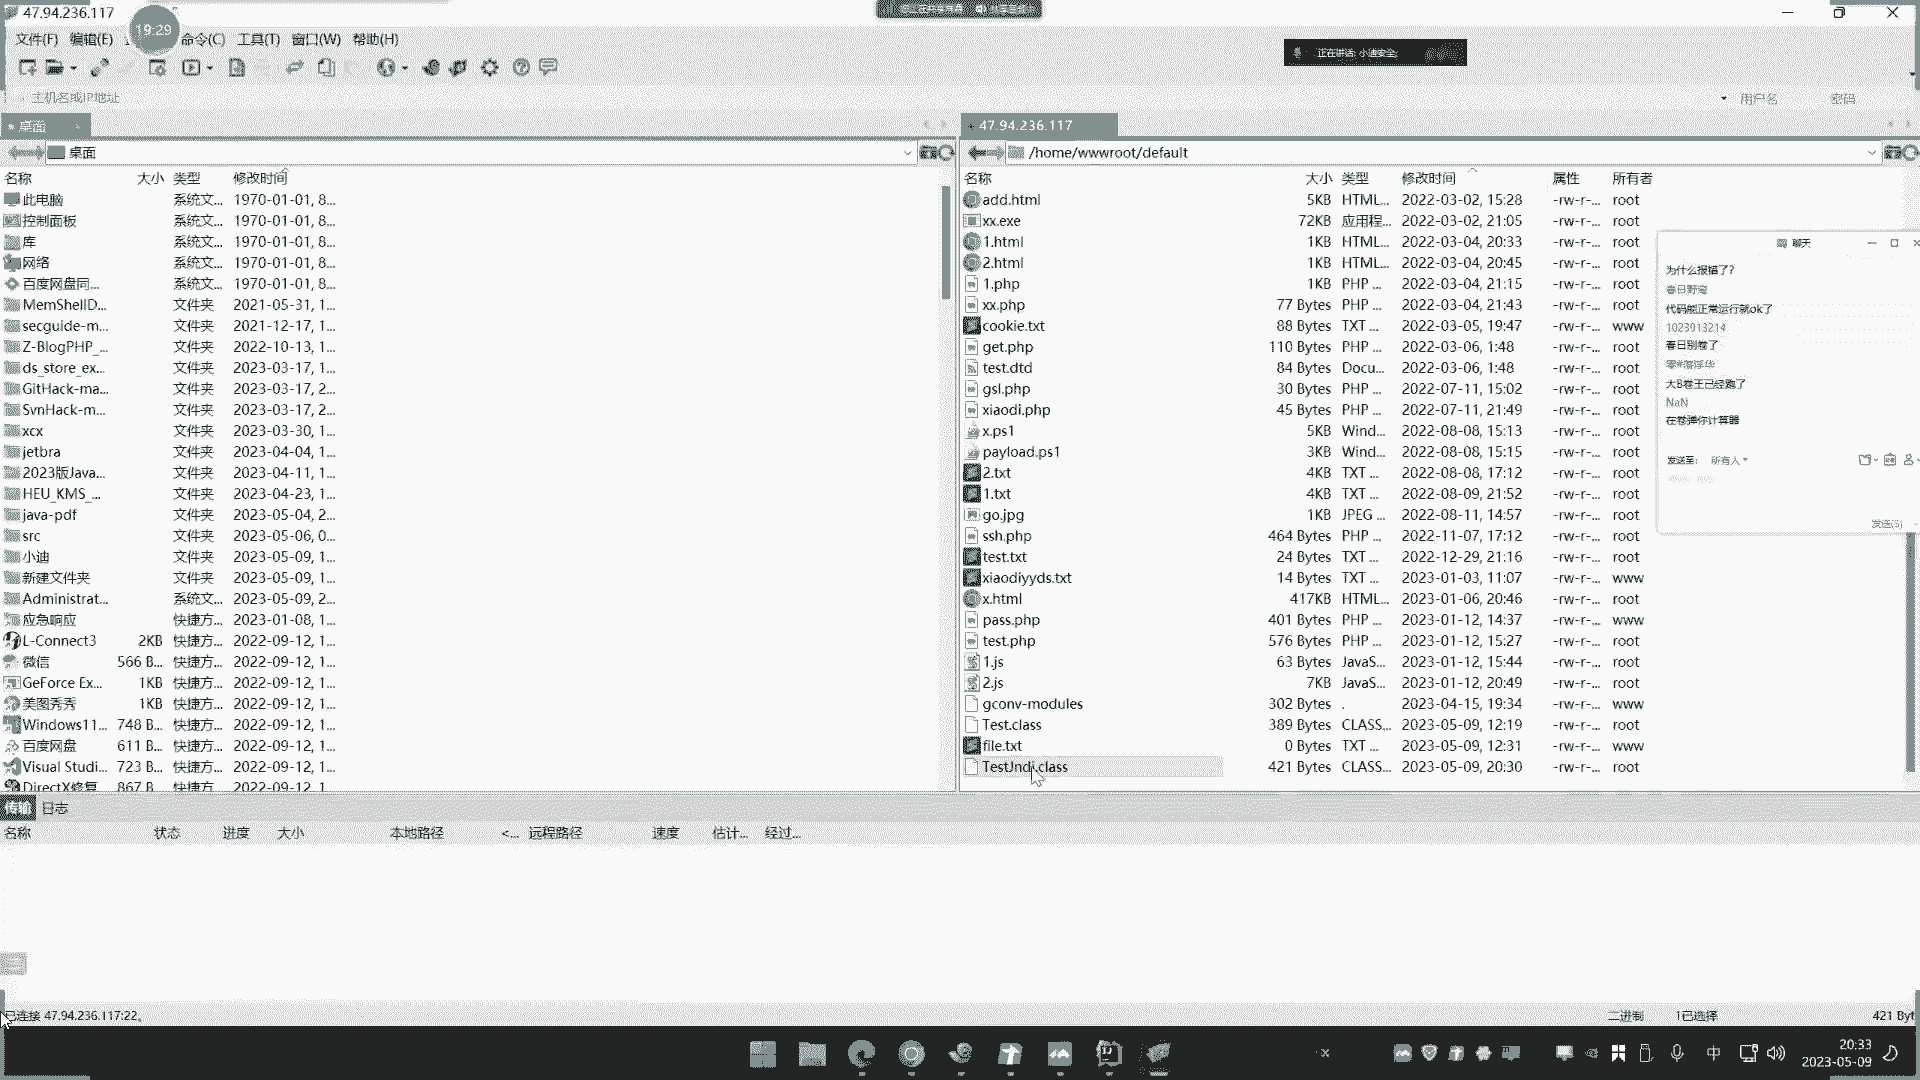 47.94.236.117
19:29
文件(F) 编辑(E) 命令(C) 工具(T) 窗口(W) 帮助(H)
正在讲话: 小迪安全;
主机名或IP地址 用户名 密码
桌面
47.94.236.117
桌面
/home/wwwroot/default
名称 大小 类型 修改时间
此电脑 系统文... 1970-01-01, 8...
控制面板 系统文... 1970-01-01, 8...
库 系统文... 1970-01-01, 8...
网络 系统文... 1970-01-01, 8...
百度网盘同... 系统文... 1970-01-01, 8...
MemShellD... 文件夹 2021-05-31, 1...
secguide-m... 文件夹 2021-12-17, 1...
Z-BlogPHP_... 文件夹 2022-10-13, 1...
ds_store_ex... 文件夹 2023-03-17, 1...
GitHack-ma... 文件夹 2023-03-17, 2...
SvnHack-m... 文件夹 2023-03-17, 2...
xcx 文件夹 2023-03-30, 1...
jetbra 文件夹 2023-04-04, 1...
2023版Java... 文件夹 2023-04-11, 1...
HEU_KMS_... 文件夹 2023-04-23, 1...
java-pdf 文件夹 2023-05-04, 2...
src 文件夹 2023-05-06, 0...
小迪 文件夹 2023-05-09, 1...
新建文件夹 文件夹 2023-05-09, 1...
Administrat... 系统文... 2023-05-09, 2...
应急响应 快捷方... 2023-01-08, 1...
L-Connect3 2KB 快捷方... 2022-09-12, 1...
微信 566 B... 快捷方... 2022-09-12, 1...
GeForce Ex... 1KB 快捷方... 2022-09-12, 1...
美图秀秀 1KB 快捷方... 2022-09-12, 1...
Windows11... 748 B... 快捷方... 2022-09-12, 1...
百度网盘 611 B... 快捷方... 2022-09-12, 1...
Visual Studi... 723 B... 快捷方... 2022-09-12, 1...
DirectX修复 867 B... 快捷方... 2022-09-12, 1
名称 大小 类型 修改时间 属性 所有者
add.html 5KB HTML... 2022-03-02, 15:28 -rw-r-... root
xx.exe 72KB 应用程... 2022-03-02, 21:05 -rw-r-... root
1.html 1KB HTML... 2022-03-04, 20:33 -rw-r-... root
2.html 1KB HTML... 2022-03-04, 20:45 -rw-r-... root
1.php 1KB PHP ... 2022-03-04, 21:15 -rw-r-... root
xx.php 77 Bytes PHP ... 2022-03-04, 21:43 -rw-r-... root
cookie.txt 88 Bytes TXT ... 2022-03-05, 19:47 -rw-r-... www
get.php 110 Bytes PHP ... 2022-03-06, 1:48 -rw-r-... root
test.dtd 84 Bytes Docu... 2022-03-06, 1:48 -rw-r-... root
gsl.php 30 Bytes PHP ... 2022-07-11, 15:02 -rw-r-... root
xiaodi.php 45 Bytes PHP ... 2022-07-11, 21:49 -rw-r-... root
x.ps1 5KB Wind... 2022-08-08, 15:13 -rw-r-... root
payload.ps1 3KB Wind... 2022-08-08, 15:15 -rw-r-... root
2.txt 4KB TXT ... 2022-08-08, 17:12 -rw-r-... root
1.txt 4KB TXT ... 2022-08-09, 21:52 -rw-r-... root
go.jpg 1KB JPEG ... 2022-08-11, 14:57 -rw-r-... root
ssh.php 464 Bytes PHP ... 2022-11-07, 17:12 -rw-r-... root
test.txt 24 Bytes TXT ... 2022-12-29, 21:16 -rw-r-... root
xiaodiyyds.txt 14 Bytes TXT ... 2023-01-03, 11:07 -rw-r-... www
x.html 417KB HTML... 2023-01-06, 20:46 -rw-r-... root
pass.php 401 Bytes PHP ... 2023-01-12, 14:37 -rw-r-... www
test.php 576 Bytes PHP ... 2023-01-12, 15:27 -rw-r-... root
1.js 63 Bytes JavaS... 2023-01-12, 15:44 -rw-r-... root
2.js 7KB JavaS... 2023-01-12, 20:49 -rw-r-... root
gconv-modules 302 Bytes . 2023-04-15, 19:34 -rw-r-... www
Test.class 389 Bytes CLASS... 2023-05-09, 12:19 -rw-r-... root
file.txt 0 Bytes TXT ... 2023-05-09, 12:31 -rw-r-... www
TestJndi.class 421 Bytes CLASS... 2023-05-09, 20:30 -rw-r-... root
聊天
为什么报错了?
春日野穹
代码能正常运行就ok了
1023913214
春日别卷了
大B卷王已经跑了
NaN
在卷弹你计算器
发送至: 所有人
发送(S)
传输 日志
名称 状态 进度 大小 本地路径 <... 远程路径 速度 估计... 经过...
已连接 47.94.236.117:22。 二进制 1已选择 421 Byt
中 20:33
2023-05-09